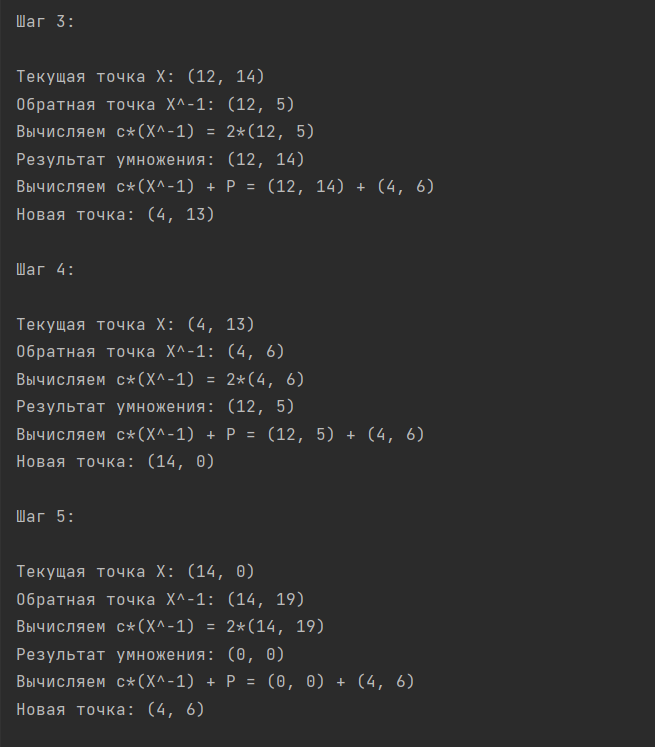 Шаг 3:
Текущая точка X: (12, 14)
Обратная точка X^-1: (12, 5)
Вычисляем c*(X^-1) = 2*(12, 5)
Результат умножения: (12, 14)
Вычисляем c*(X^-1) + P = (12, 14) + (4, 6)
Новая точка: (4, 13)
Шаг 4:
Текущая точка X: (4, 13)
Обратная точка X^-1: (4, 6)
Вычисляем c*(X^-1) = 2*(4, 6)
Результат умножения: (12, 5)
Вычисляем c*(X^-1) + P = (12, 5) + (4, 6)
Новая точка: (14, 0)
Шаг 5:
Текущая точка X: (14, 0)
Обратная точка X^-1: (14, 19)
Вычисляем c*(X^-1) = 2*(14, 19)
Результат умножения: (0, 0)
Вычисляем c*(X^-1) + P = (0, 0) + (4, 6)
Новая точка: (4, 6)